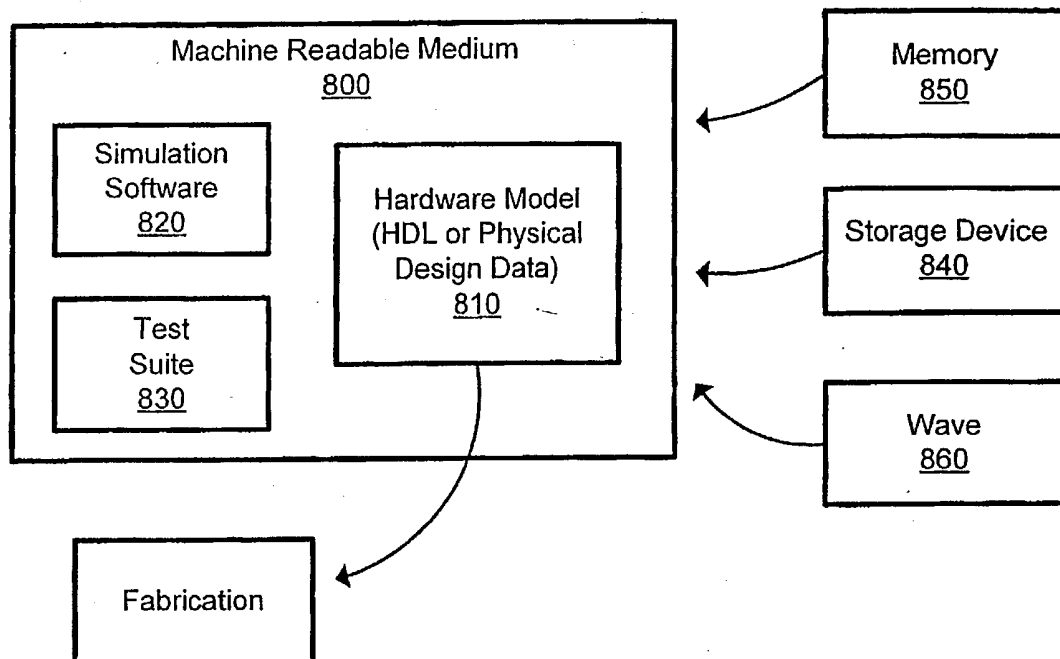 Machine Readable Medium
800
Simulation
Software
820
Test
Suite
830
Hardware Model
(HDL or Physical
Design Data)
810
Memory
850
Storage Device
840
Wave
860
Fabrication